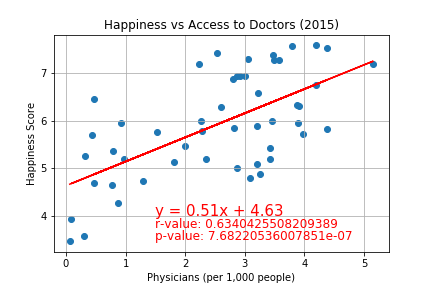 Happiness vs Access to Doctors (2015)
Happiness Score
7
6
5
4
y = 0.51x + 4.63
r-value: 0.6340425508209389
p-value: 7.68220536007851e-07
0 1 2 3 4 5
Physicians (per 1,000 people)